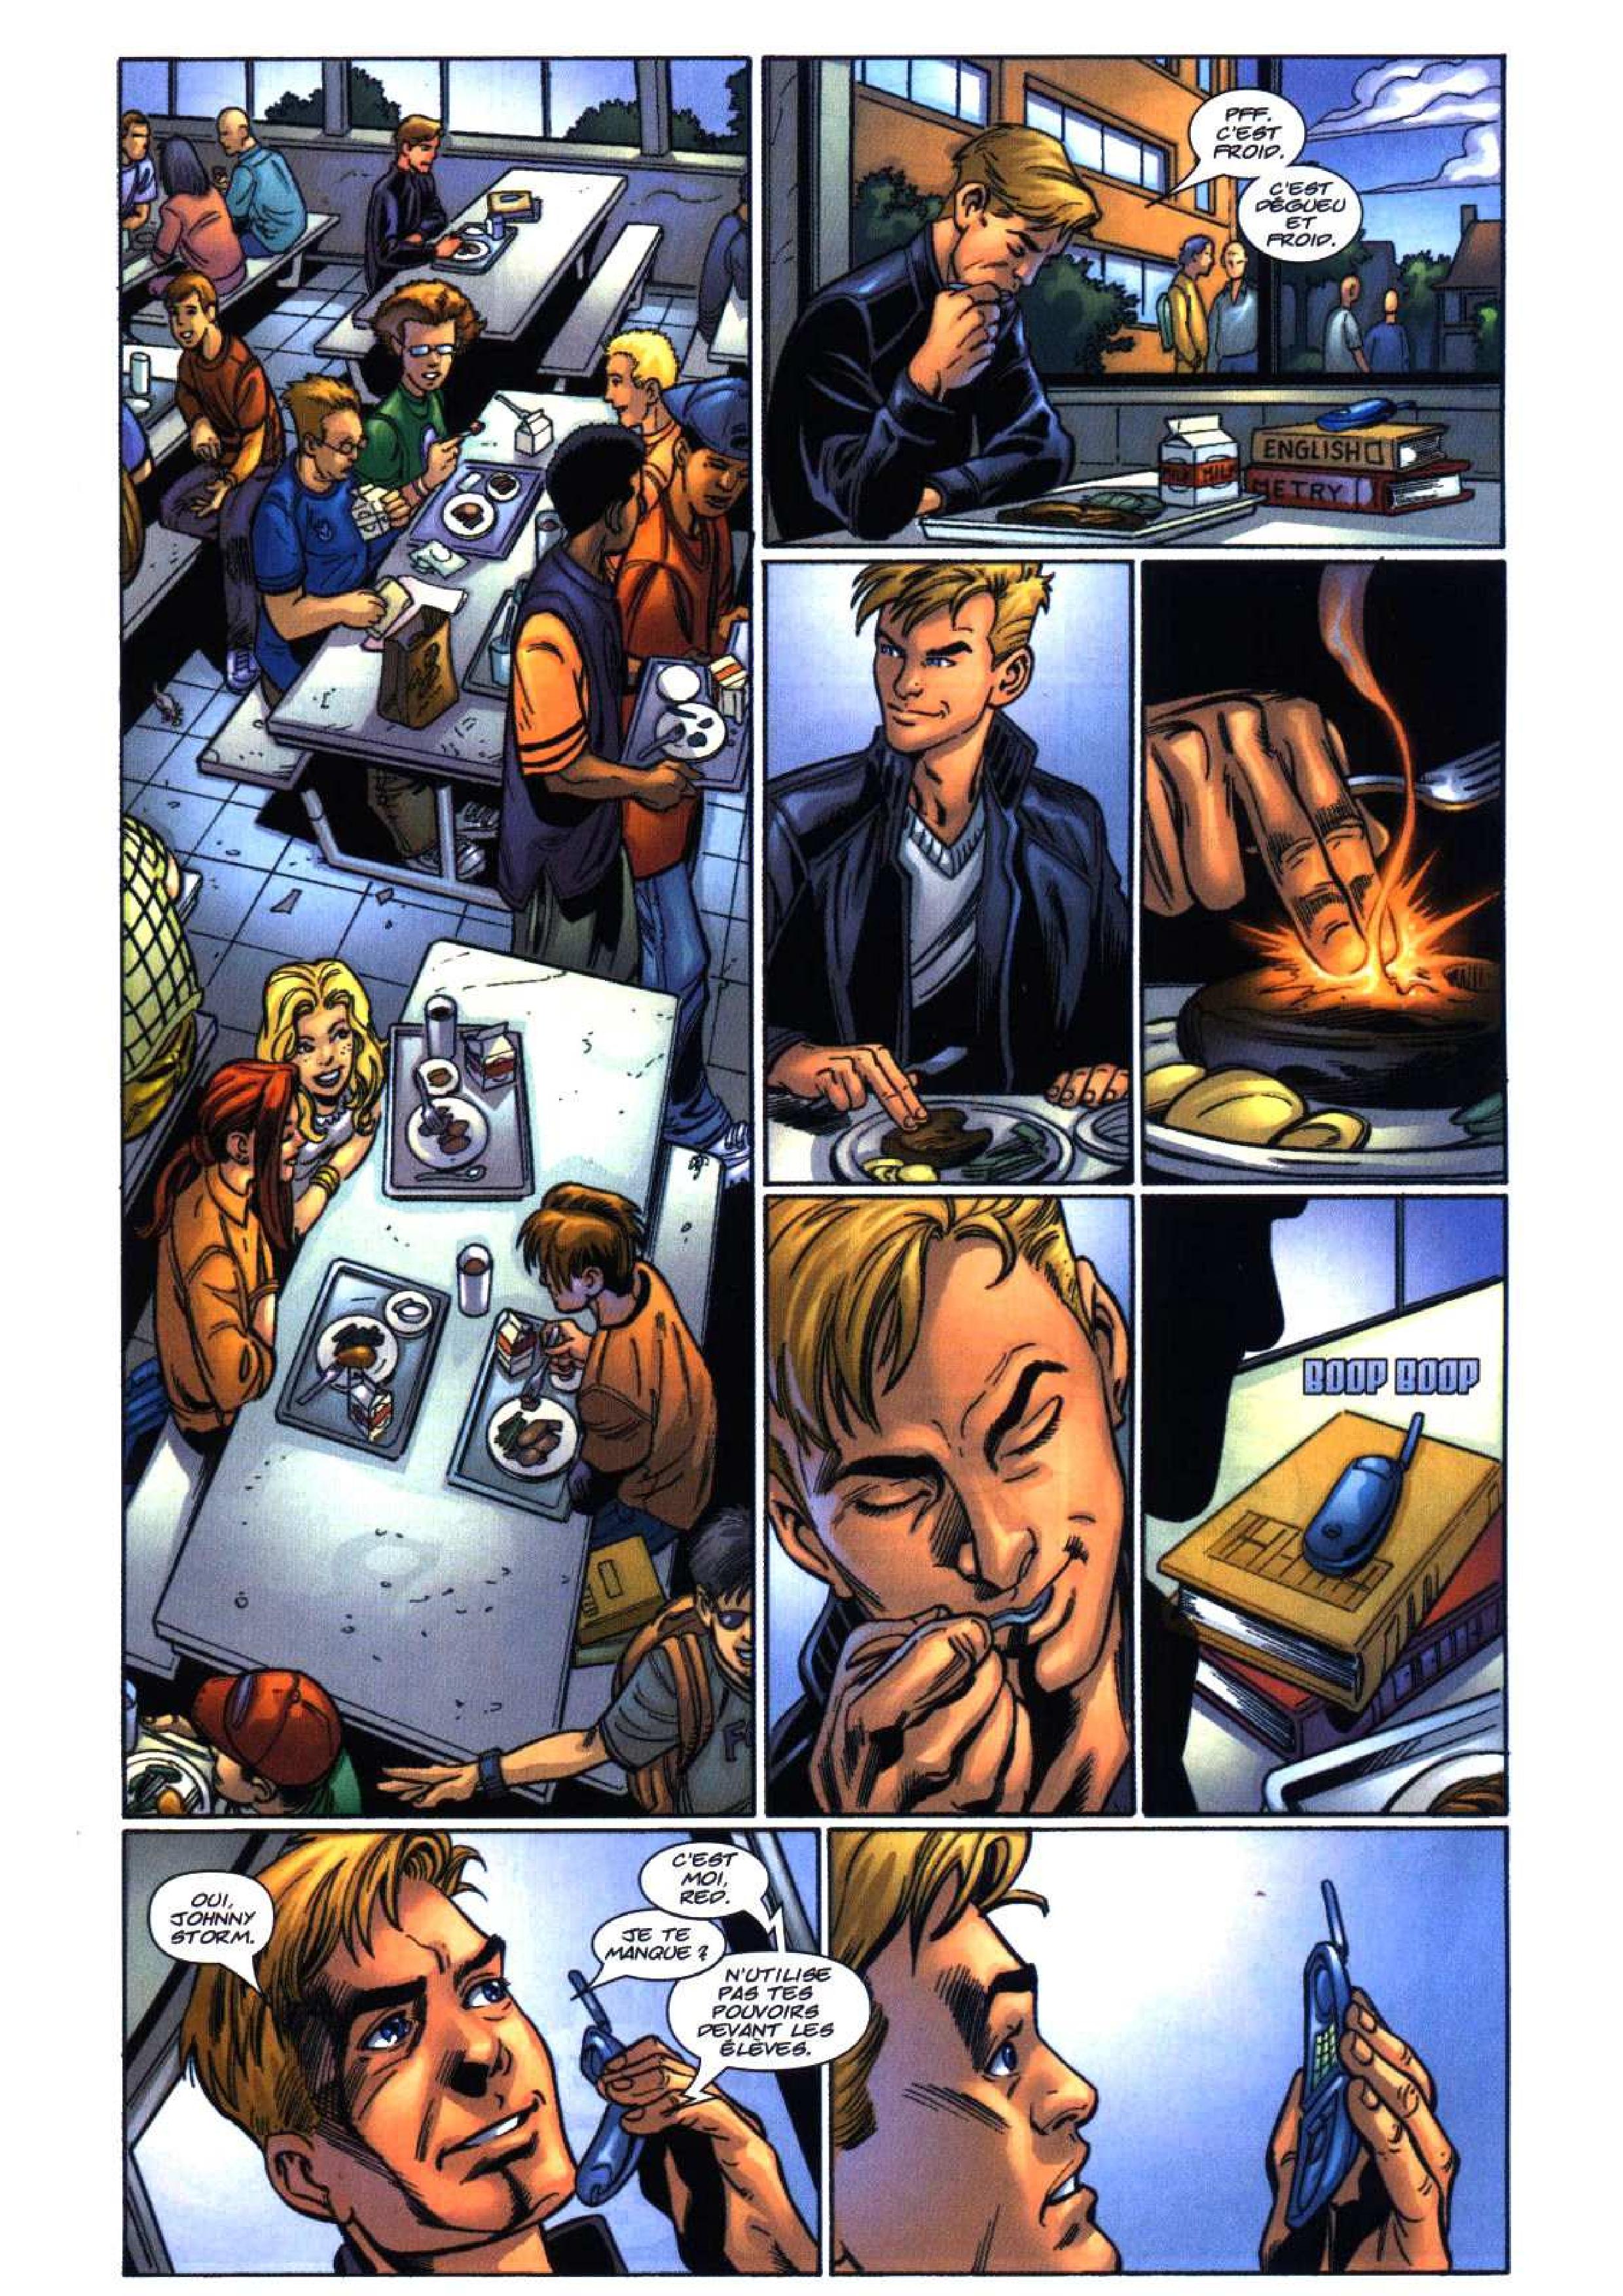 PFF.
C'EST
FROID.
C'EST
DÉGUEU
ET
FROID.
ENGLISH
METRY
MILK
BOOP BOOP
OUI,
JOHNNY
STORM.
C'EST
MOI,
RED.
JE TE
MANQUE ?
N'UTILISE
PAS TES
POUVOIRS
DEVANT LES
ÉLÈVES.